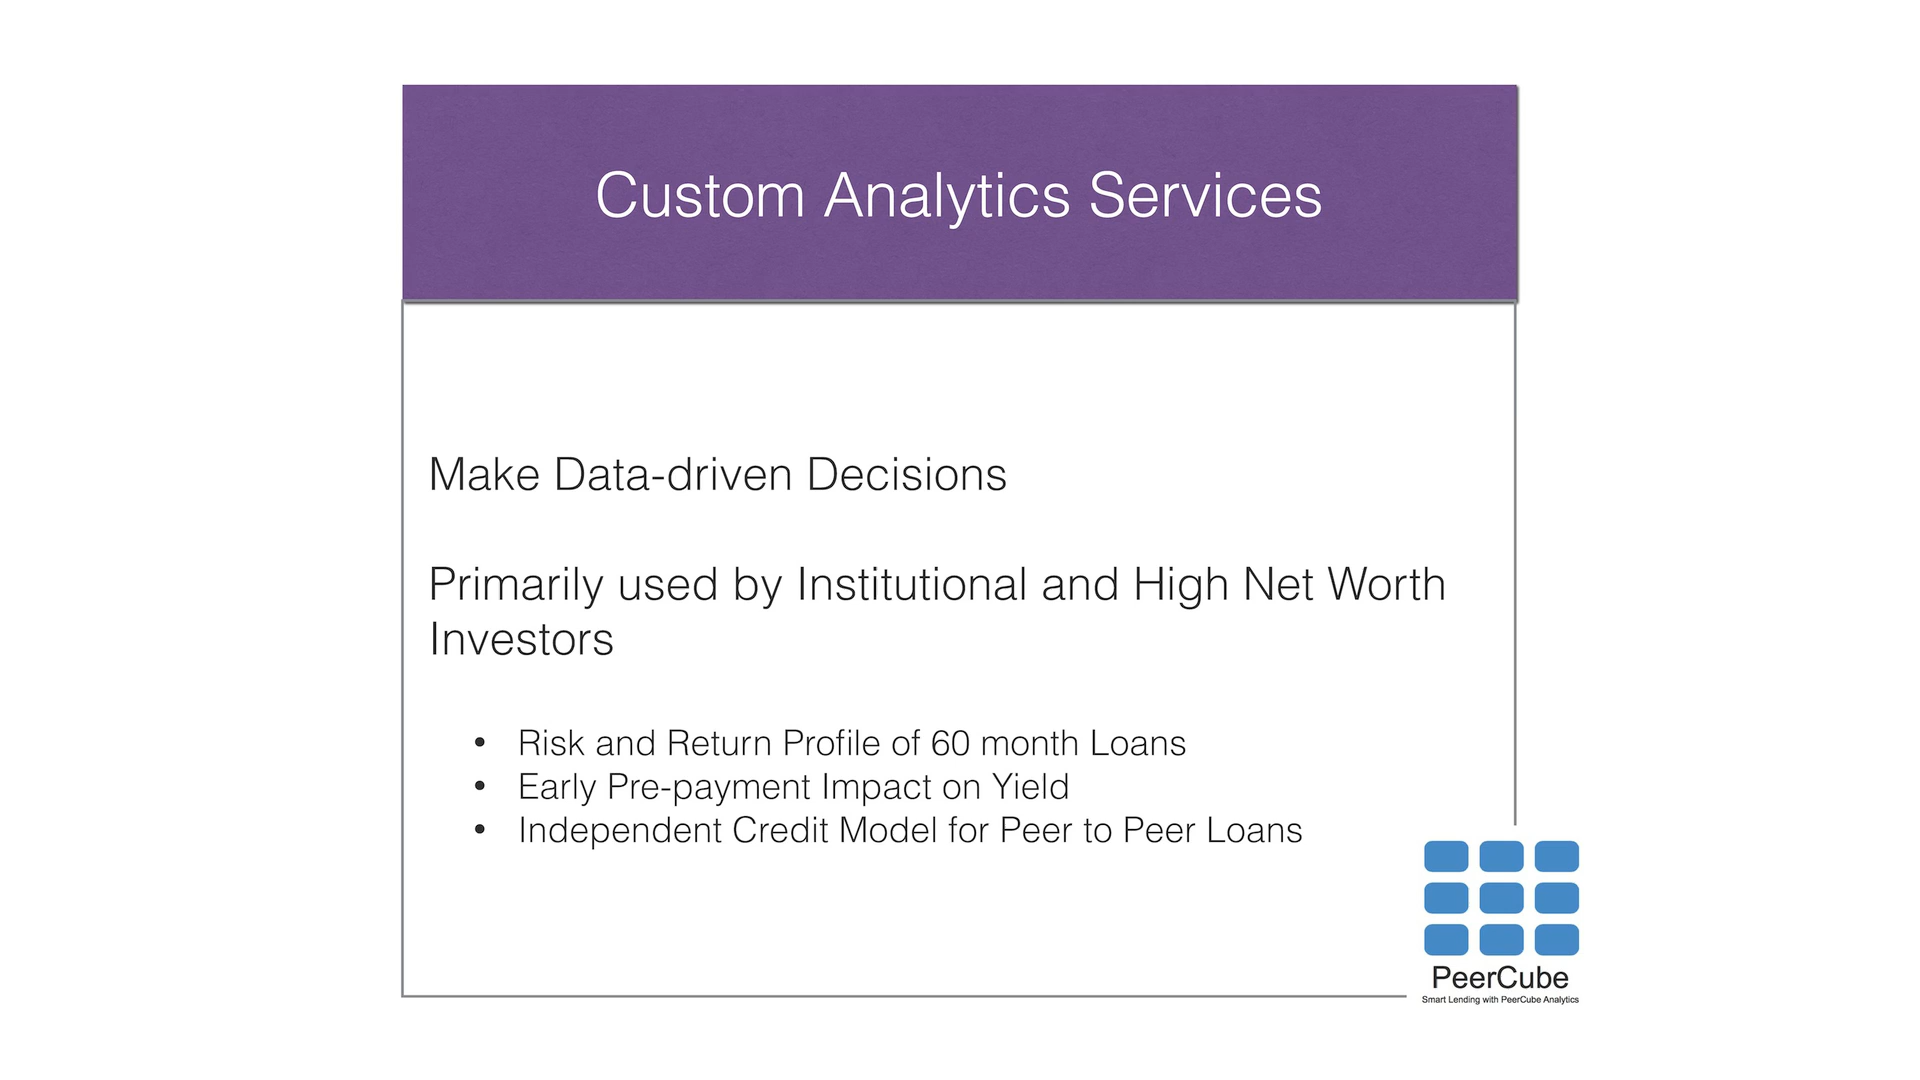 Custom Analytics Services
Make Data-driven Decisions
Primarily used by Institutional and High Net Worth
Investors
• Risk and Return Profile of 60 month Loans
• Early Pre-payment Impact on Yield
• Independent Credit Model for Peer to Peer Loans
PeerCube
Smart Lending with PeerCube Analytics